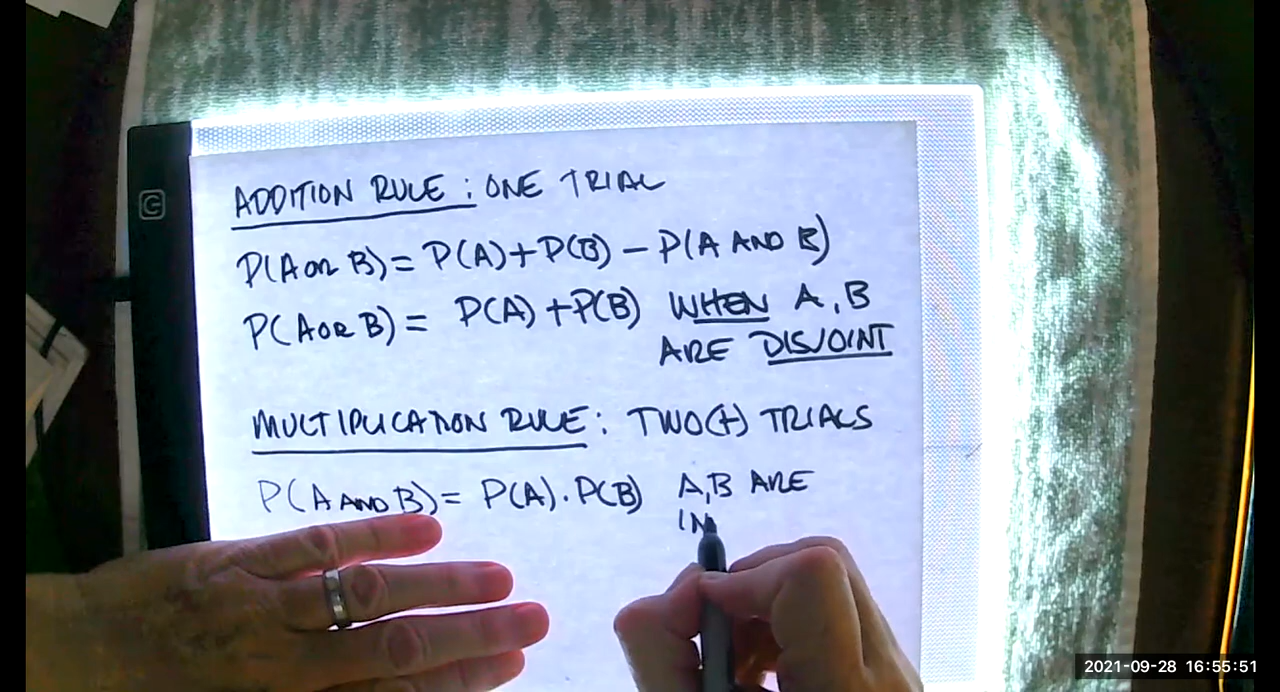 ADDITION RULE: ONE TRIAL
P(A OR B) = P(A) + P(B) - P(A AND B)
P(A OR B) = P(A) + P(B) WHEN A, B
ARE DISJOINT
MULTIPLICATION RULE: TWO(+) TRIALS
P(A AND B) = P(A) · P(B) A,B ARE
IN
2021-09-28 16:55:51